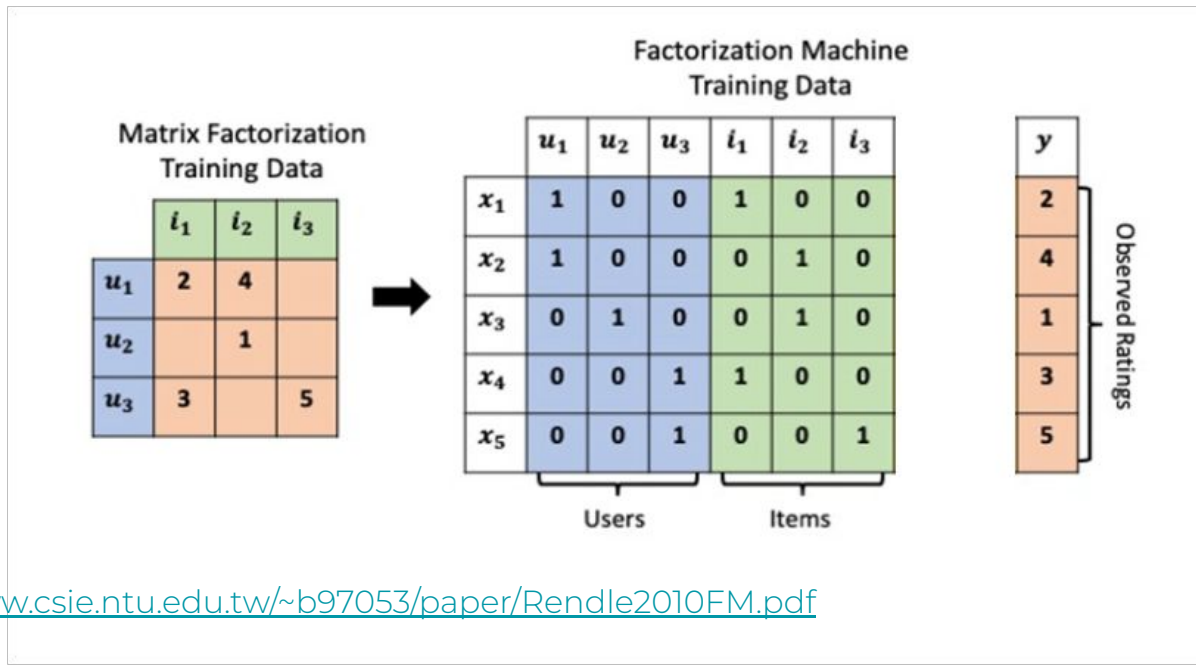 Matrix Factorization
Training Data
i₁ i₂ i₃
u₁ 2 4
u₂ 1
u₃ 3 5
Factorization Machine
Training Data
u₁ u₂ u₃ i₁ i₂ i₃ y
x₁ 1 0 0 1 0 0 2
x₂ 1 0 0 0 1 0 4
x₃ 0 1 0 0 1 0 1
x₄ 0 0 1 1 0 0 3
x₅ 0 0 1 0 0 1 5
Users Items
Observed Ratings
w.csie.ntu.edu.tw/~b97053/paper/Rendle2010FM.pdf